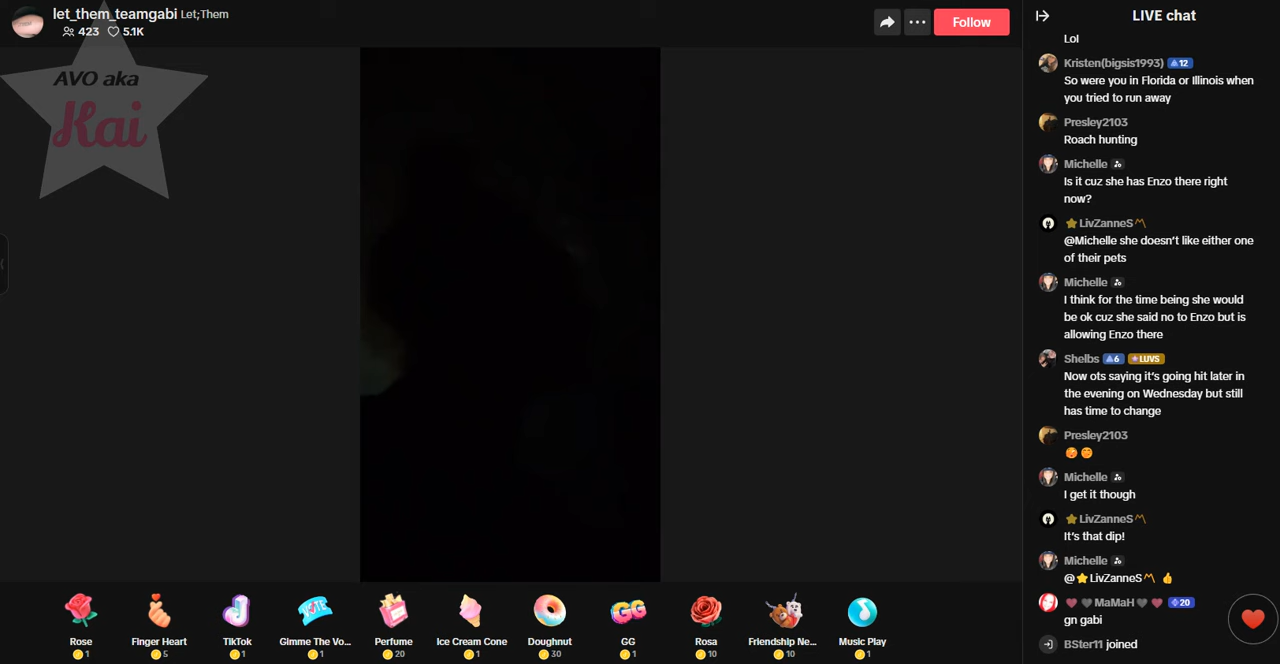 let_them_teamgabi Let;Them
423 5.1K
Follow
AVO aka
Kai
LIVE chat
Lol
Kristen(bigsis1993) 12
So were you in Florida or Illinois when
you tried to run away
Presley2103
Roach hunting
Michelle
Is it cuz she has Enzo there right
now?
LivZanneS
@Michelle she doesn't like either one
of their pets
Michelle
I think for the time being she would
be ok cuz she said no to Enzo but is
allowing Enzo there
Shelbs 6 LUVS
Now ots saying it's going hit later in
the evening on Wednesday but still
has time to change
Presley2103
Michelle
I get it though
LivZanneS
It's that dip!
Michelle
@⭐LivZanneS〽️ 👍
MaMaH 20
gn gabi
BSter11 joined
Rose
1
Finger Heart
5
TikTok
1
Gimme The Vo...
1
Perfume
20
Ice Cream Cone
1
Doughnut
30
GG
1
Rosa
10
Friendship Ne...
10
Music Play
1